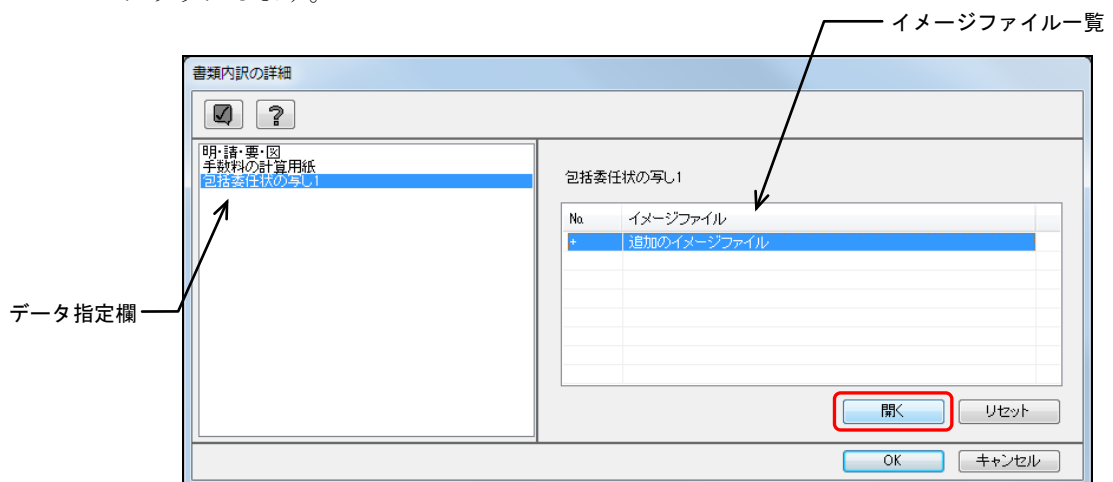 イメージファイル一覧
書類内訳の詳細
?
明・請・要・図
手数料の計算用紙
包括委任状の写し1
包括委任状の写し1
No. イメージファイル
+ 追加のイメージファイル
データ指定欄
開く リセット
OK キャンセル